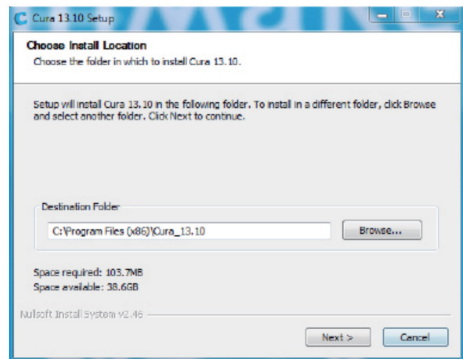 Cura 13.10 Setup
Choose Install Location
Choose the folder in which to install Cura 13.10.
Setup will install Cura 13.10 in the following folder. To install in a different folder, click Browse
and select another folder. Click Next to continue.
Destination Folder
C:\Program Files (x86)\Cura_13.10
Browse...
Space required: 103.7MB
Space available: 38.6GB
Nullsoft Install System v2.46
Next >
Cancel